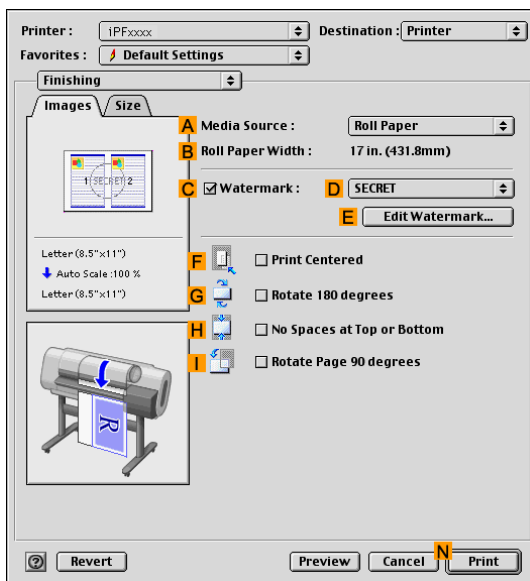 Printer : iPFxxxx Destination : Printer
Favorites : Default Settings
Finishing
Images Size
A Media Source : Roll Paper
B Roll Paper Width : 17 in. (431.8mm)
1 SECRET 2
C Watermark : D SECRET
E Edit Watermark...
Letter (8.5"x11")
Auto Scale :100 %
Letter (8.5"x11")
F Print Centered
G Rotate 180 degrees
H No Spaces at Top or Bottom
I Rotate Page 90 degrees
R
? Revert Preview Cancel N Print